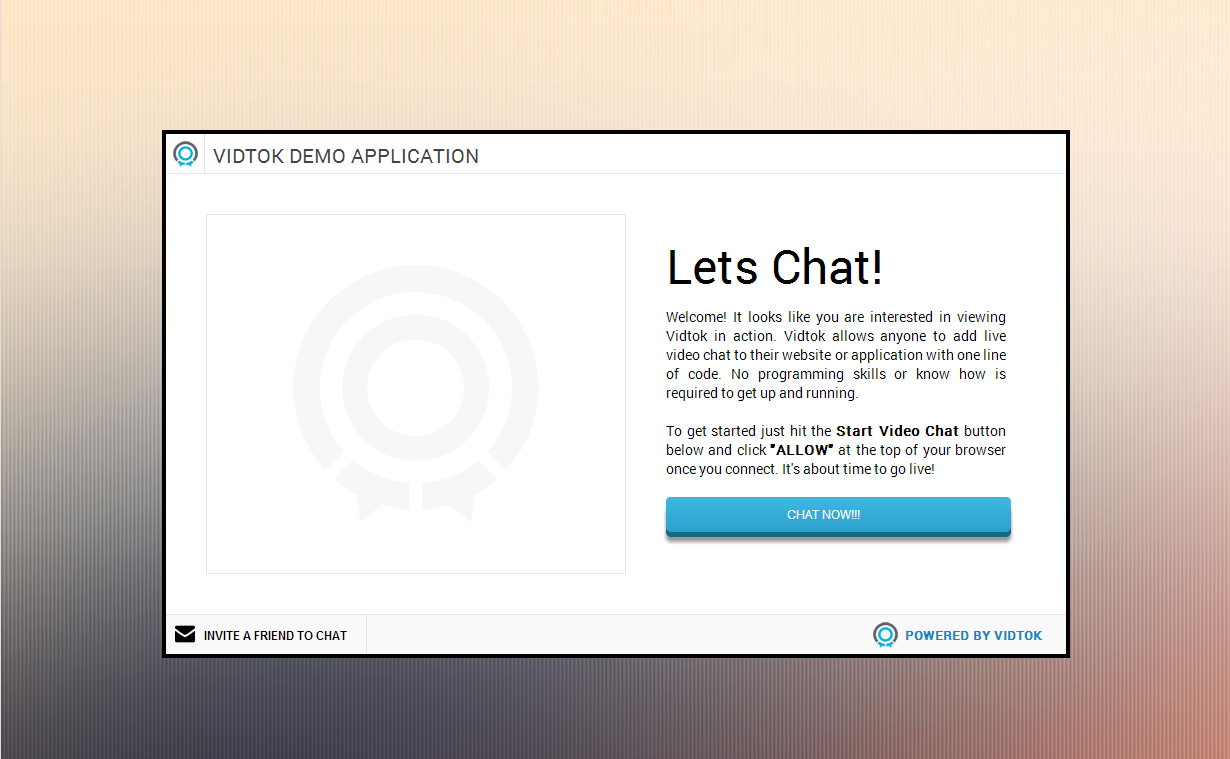 VIDTOK DEMO APPLICATION
Lets Chat!
Welcome! It looks like you are interested in viewing
Vidtok in action. Vidtok allows anyone to add live
video chat to their website or application with one line
of code. No programming skills or know how is
required to get up and running.
To get started just hit the Start Video Chat button
below and click "ALLOW" at the top of your browser
once you connect. It's about time to go live!
CHAT NOW!!!
INVITE A FRIEND TO CHAT
POWERED BY VIDTOK